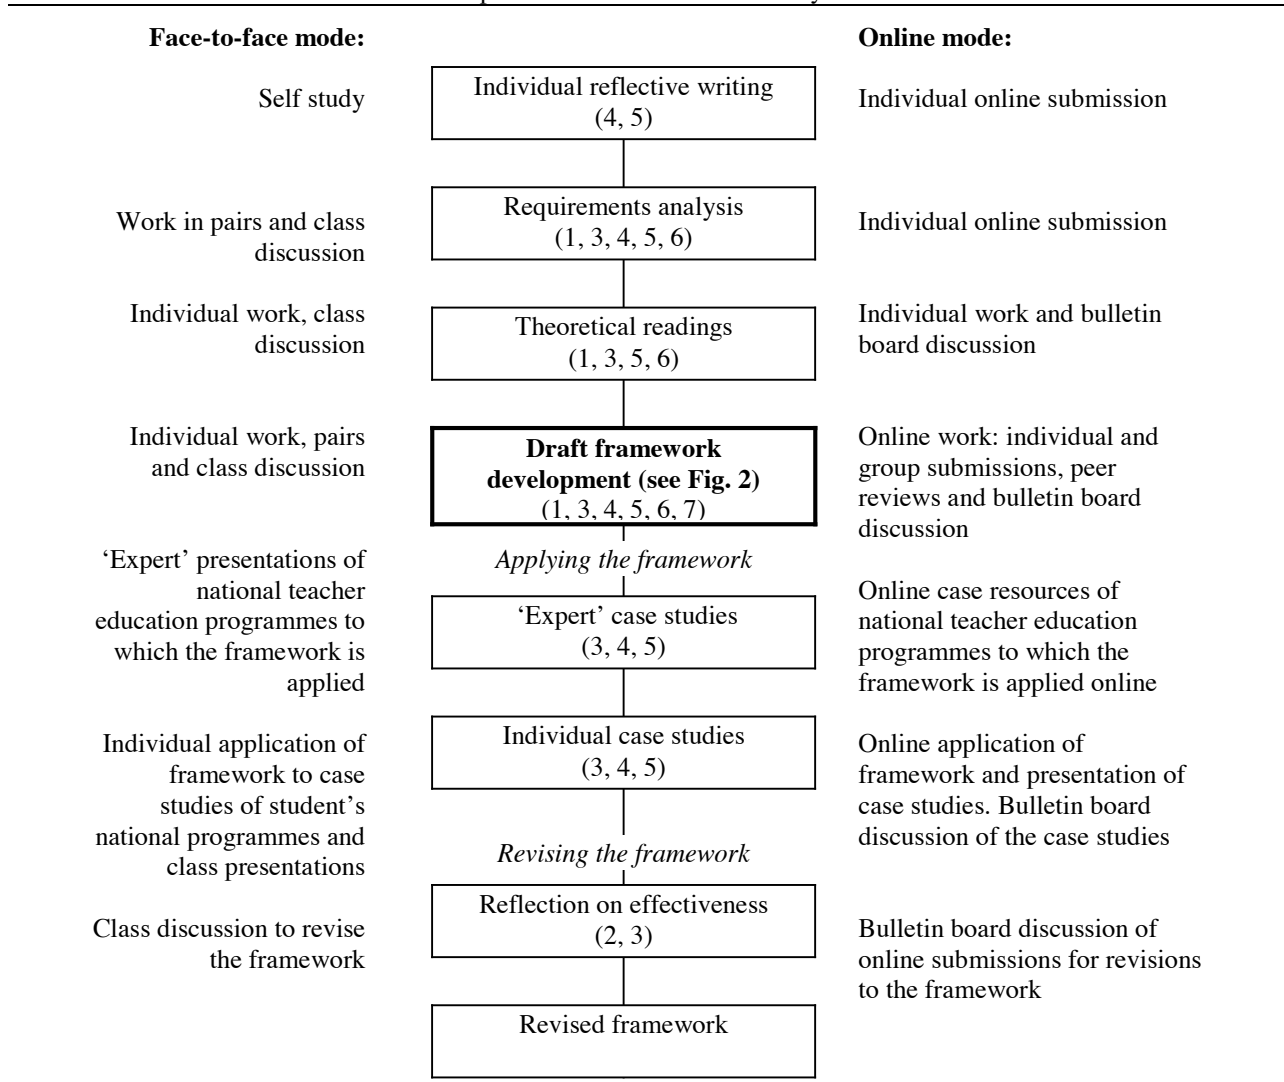 Face-to-face mode:
Online mode:
Self study
Individual reflective writing
(4, 5)
Individual online submission
Work in pairs and class
discussion
Requirements analysis
(1, 3, 4, 5, 6)
Individual online submission
Individual work, class
discussion
Theoretical readings
(1, 3, 5, 6)
Individual work and bulletin
board discussion
Individual work, pairs
and class discussion
Draft framework
development (see Fig. 2)
(1, 3, 4, 5, 6, 7)
Online work: individual and
group submissions, peer
reviews and bulletin board
discussion
Applying the framework
‘Expert’ presentations of
national teacher
education programmes to
which the framework is
applied
‘Expert’ case studies
(3, 4, 5)
Online case resources of
national teacher education
programmes to which the
framework is applied online
Individual application of
framework to case
studies of student’s
national programmes and
class presentations
Individual case studies
(3, 4, 5)
Online application of
framework and presentation of
case studies. Bulletin board
discussion of the case studies
Revising the framework
Class discussion to revise
the framework
Reflection on effectiveness
(2, 3)
Bulletin board discussion of
online submissions for revisions
to the framework
Revised framework